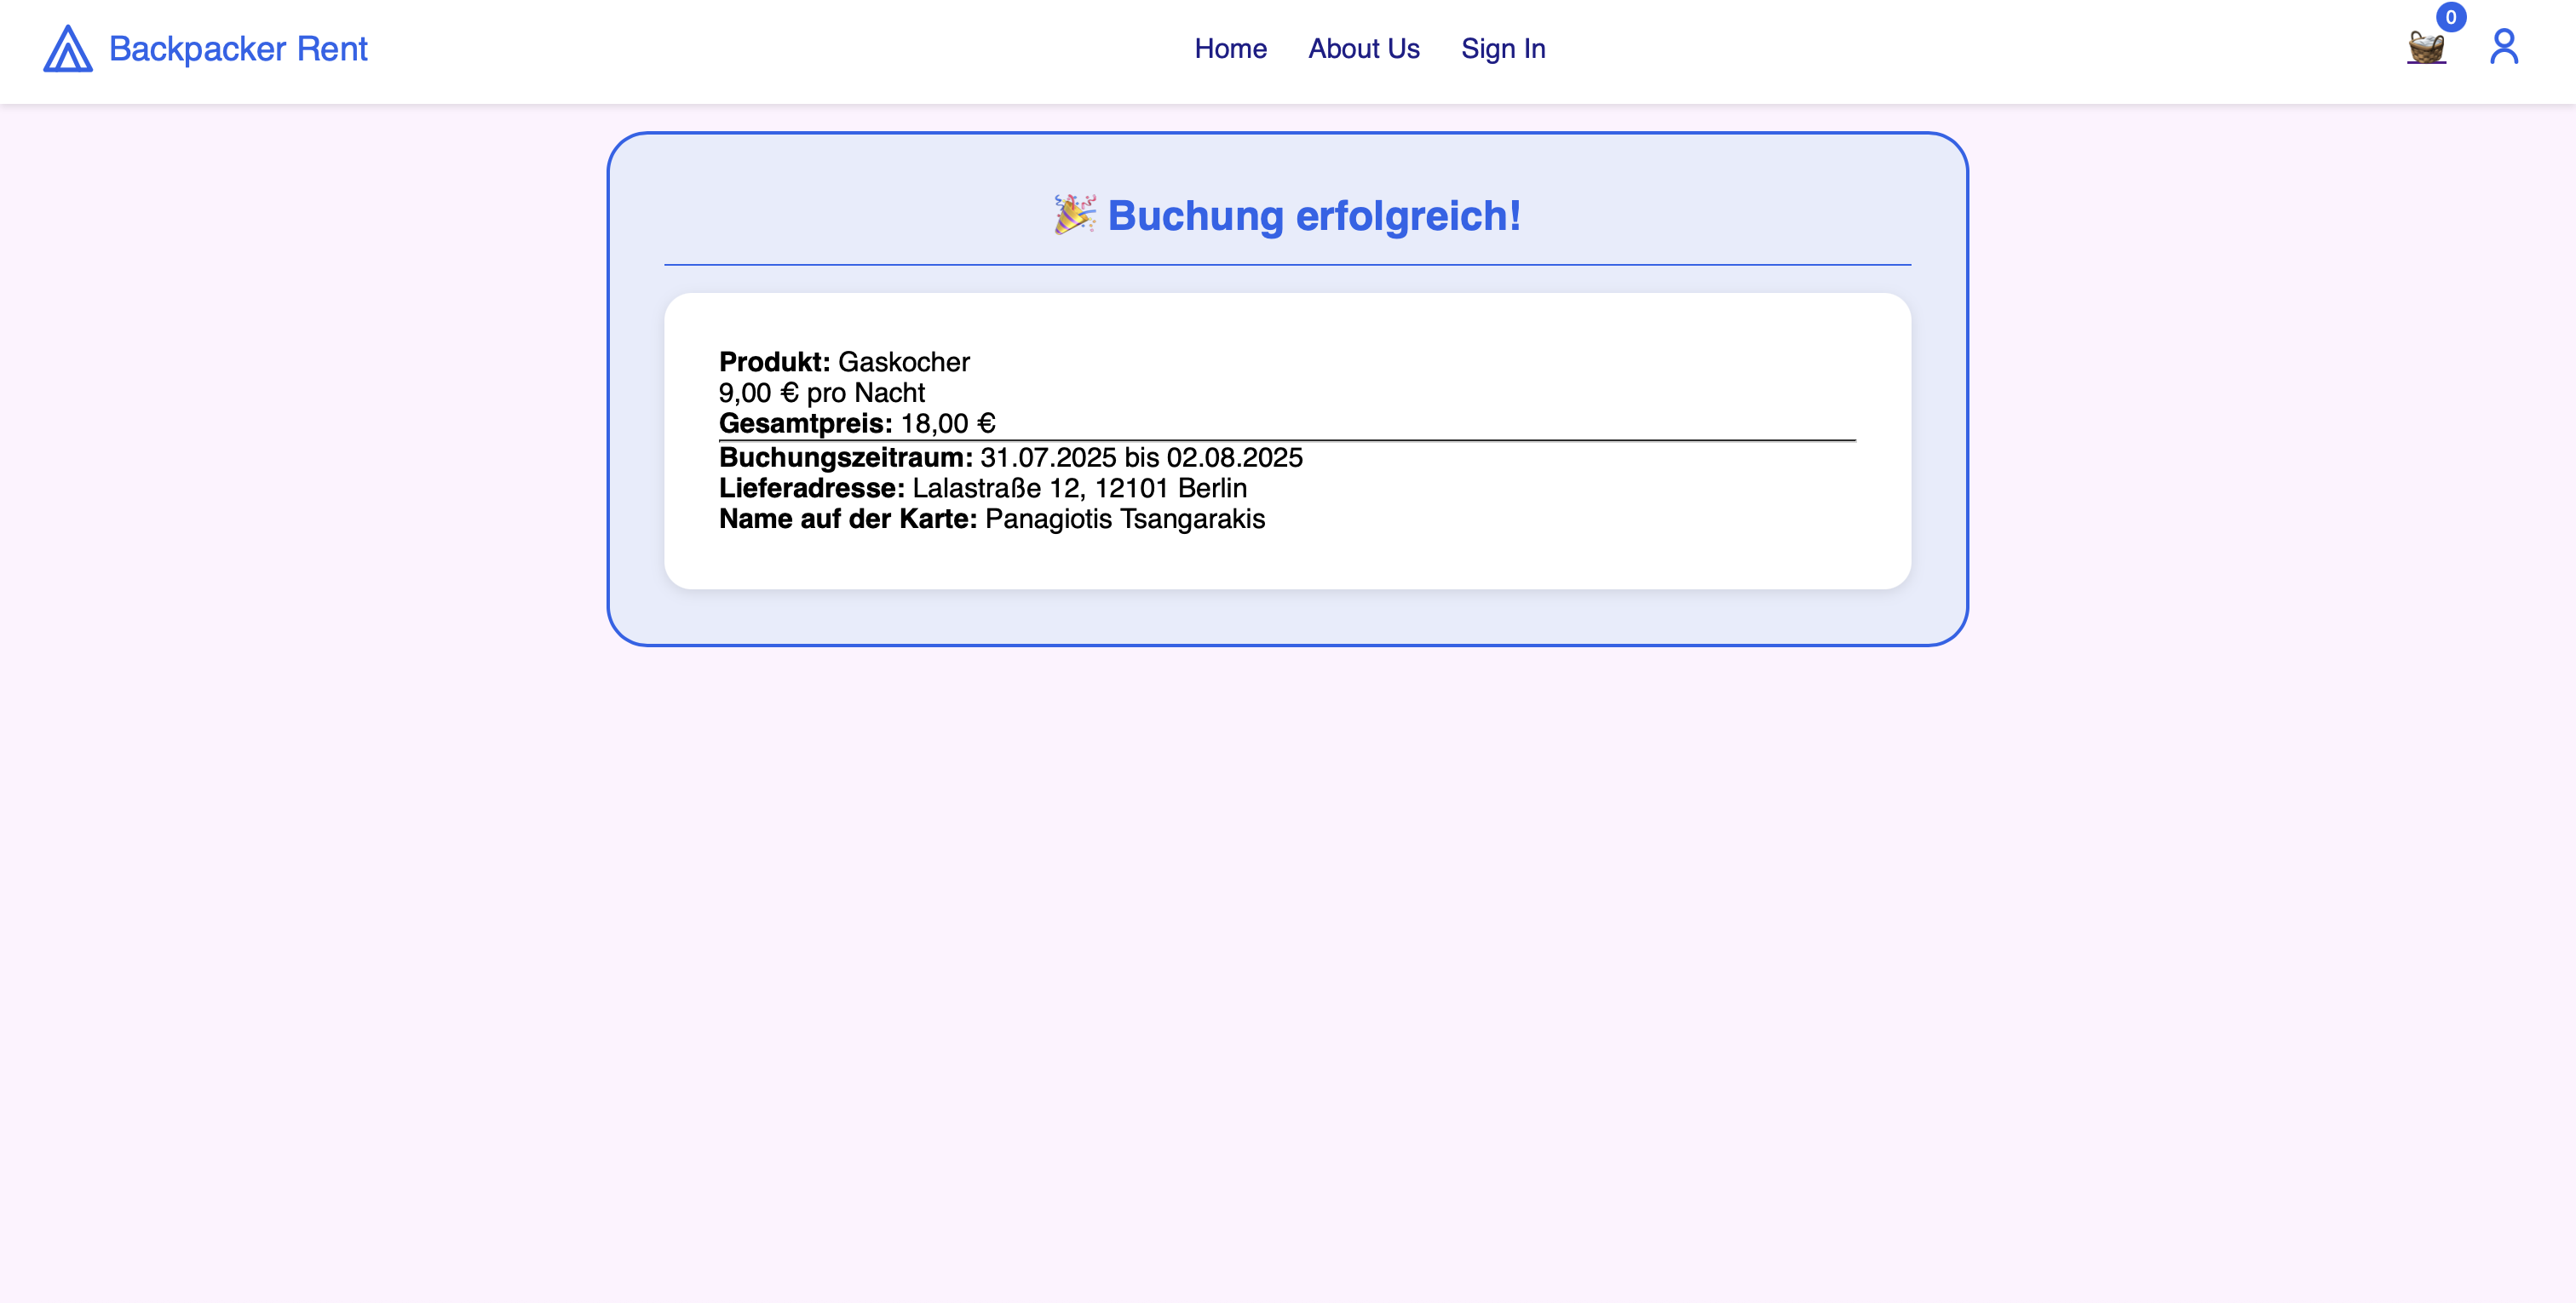 Backpacker Rent
Home About Us Sign In
0
🎉 Buchung erfolgreich!
Produkt: Gaskocher
9,00 € pro Nacht
Gesamtpreis: 18,00 €
Buchungszeitraum: 31.07.2025 bis 02.08.2025
Lieferadresse: Lalastraße 12, 12101 Berlin
Name auf der Karte: Panagiotis Tsangarakis